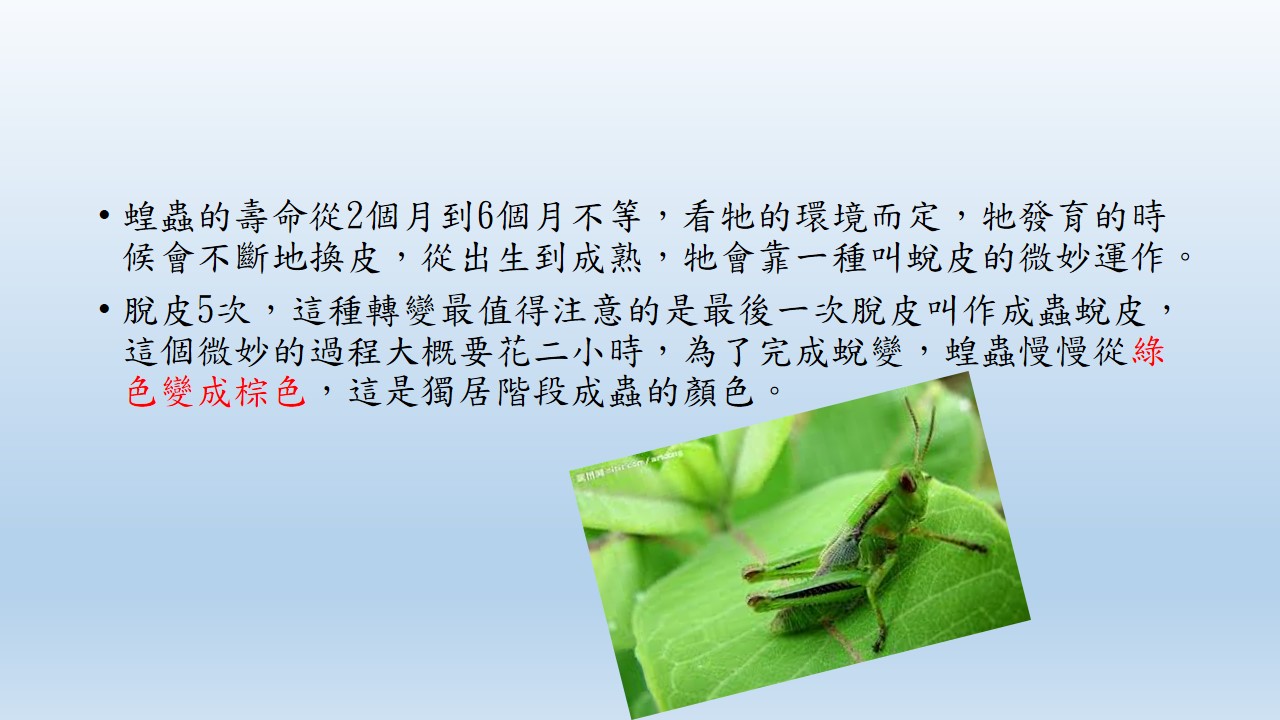 • 蝗蟲的壽命從2個月到6個月不等，看牠的環境而定，牠發育的時
候會不斷地換皮，從出生到成熟，牠會靠一種叫蛻皮的微妙運作。
• 脫皮5次，這種轉變最值得注意的是最後一次脫皮叫作成蟲蛻皮，
這個微妙的過程大概要花二小時，為了完成蛻變，蝗蟲慢慢從綠
色變成棕色，這是獨居階段成蟲的顏色。